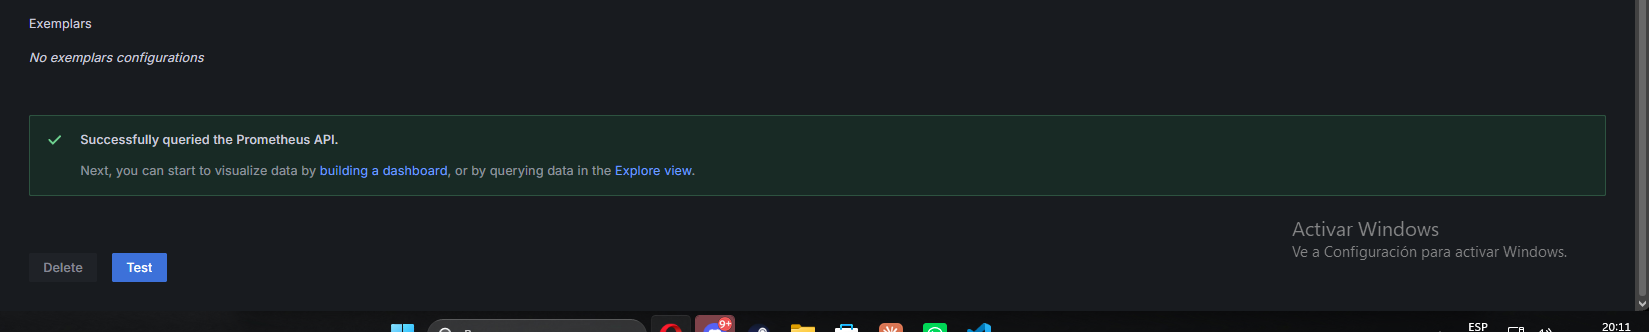 Exemplars
No exemplars configurations
Successfully queried the Prometheus API.
Next, you can start to visualize data by building a dashboard, or by querying data in the Explore view.
Activar Windows
Ve a Configuración para activar Windows.
Delete
Test
9+
ESP
20:11